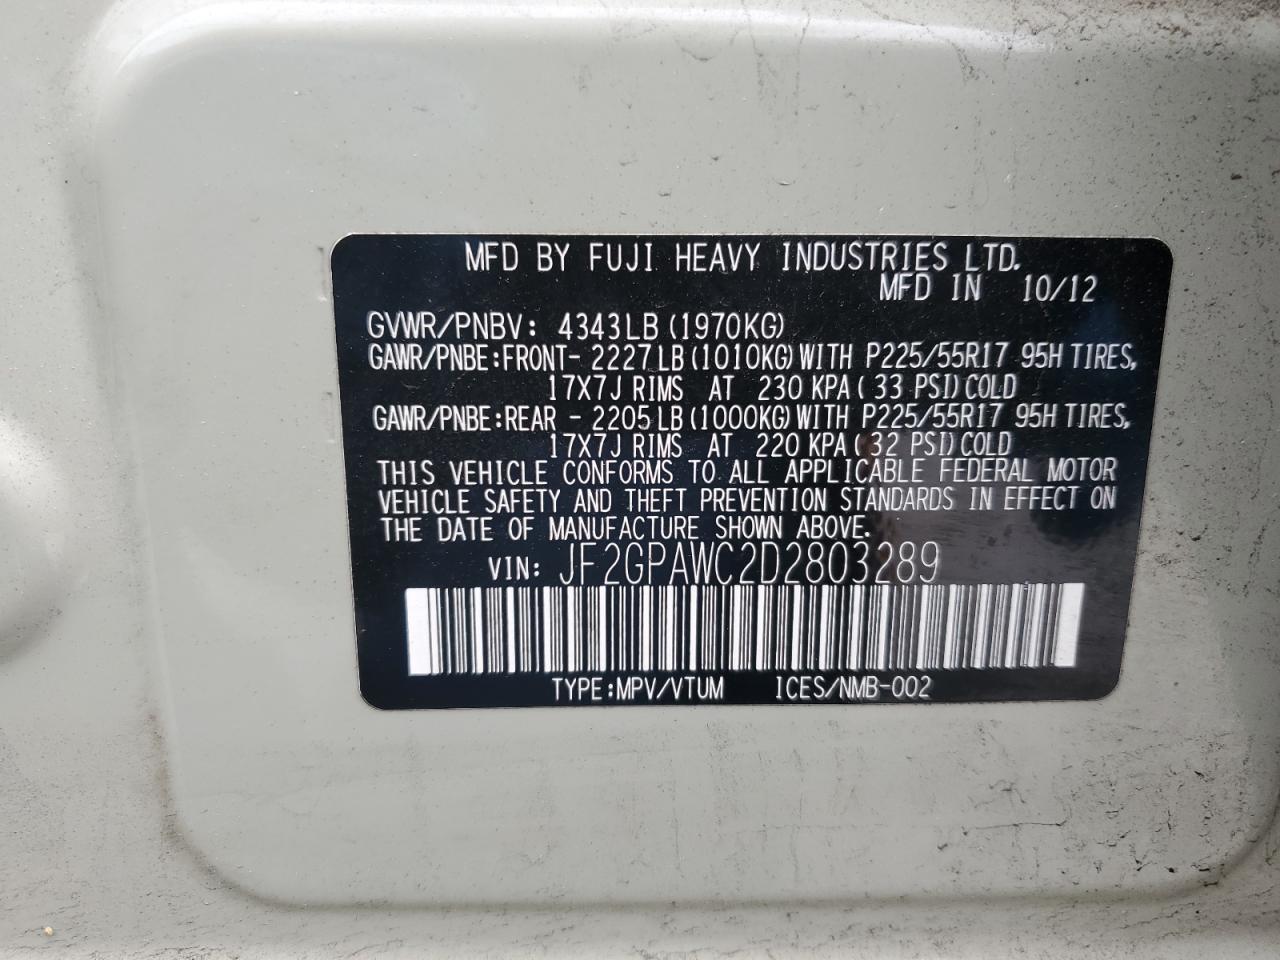 MFD BY FUJI HEAVY INDUSTRIES LTD.
MFD IN 10/12
GVWR/PNBV: 4343LB (1970KG)
GAWR/PNBE:FRONT- 2227LB (1010KG) WITH P225/55R17 95H TIRES,
17X7J RIMS AT 230 KPA ( 33 PSI) COLD
GAWR/PNBE:REAR - 2205LB (1000KG) WITH P225/55R17 95H TIRES,
17X7J RIMS AT 220 KPA ( 32 PSI) COLD
THIS VEHICLE CONFORMS TO ALL APPLICABLE FEDERAL MOTOR
VEHICLE SAFETY AND THEFT PREVENTION STANDARDS IN EFFECT ON
THE DATE OF MANUFACTURE SHOWN ABOVE.
VIN: JF2GPAWC2D2803289
TYPE:MPV/VTUM ICES/NMB-002